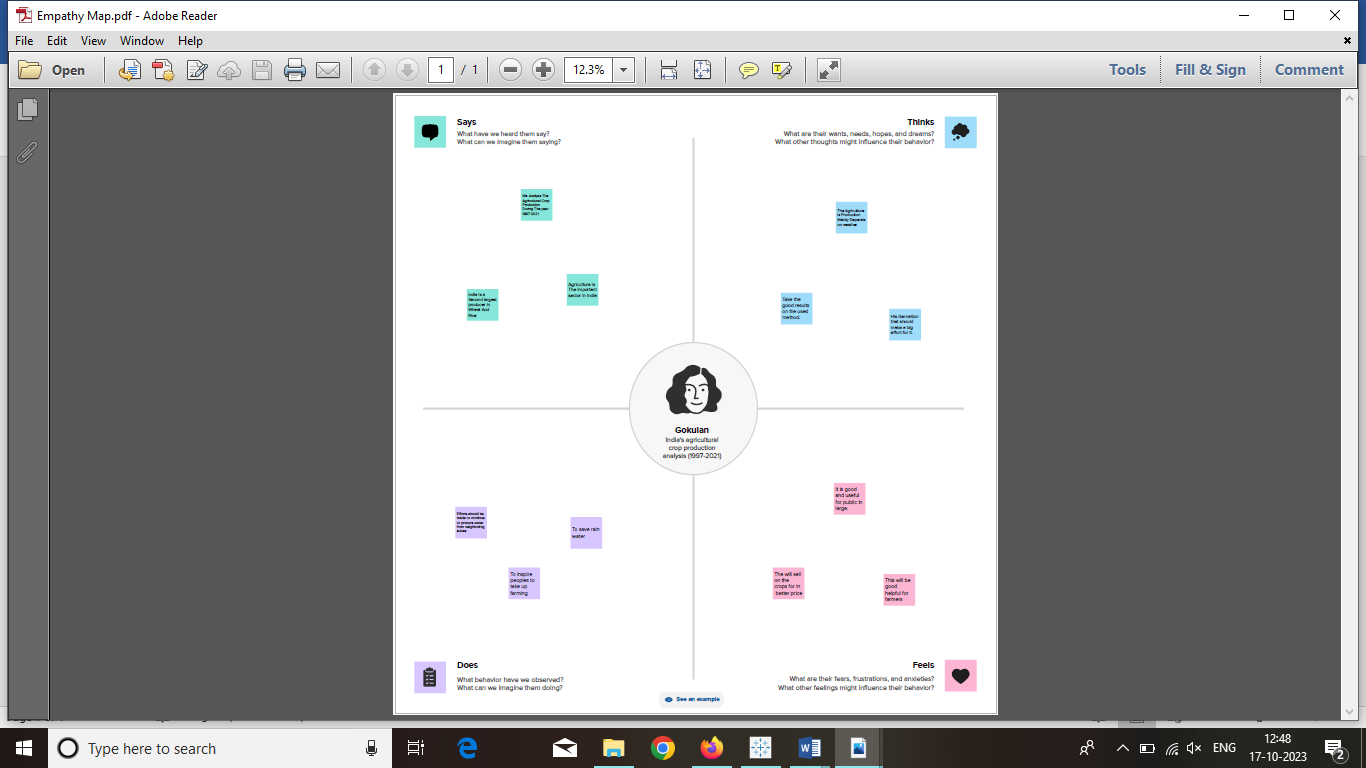 Empathy Map.pdf - Adobe Reader
File Edit View Window Help
Open
1 / 1
12.3%
Tools
Fill & Sign
Comment
Says
What have we heard them say?
What can we imagine them saying?
Thinks
What are their wants, needs, hopes, and dreams?
What other thoughts might influence their behavior?
We Analyse The
Agricultural Crop
Production
During The year
1997-2021
The Agriculture
is Production
Mainly Depends
on weather
India is a
Second largest
producer in
Wheat And
Rice
Agriculture is
The Important
sector in India
Take the
good results
on the used
method.
that should
make a big
effort for it.
Gokulan
India's agricultural
crop production
analysis (1997-2021)
Efforts should be
made to continue
to procure water
from neighboring
states
To save rain
water
To inspire
peoples to
take up
farming
It is good
and useful
for public in
large.
The will sell
on the
crops for in
better price
This will be
good
helpful for
farmers
Does
What behavior have we observed?
What can we imagine them doing?
Feels
What are their fears, frustrations, and anxieties?
What other feelings might influence their behavior?
See an example
Type here to search
ENG
12:48
17-10-2023
2